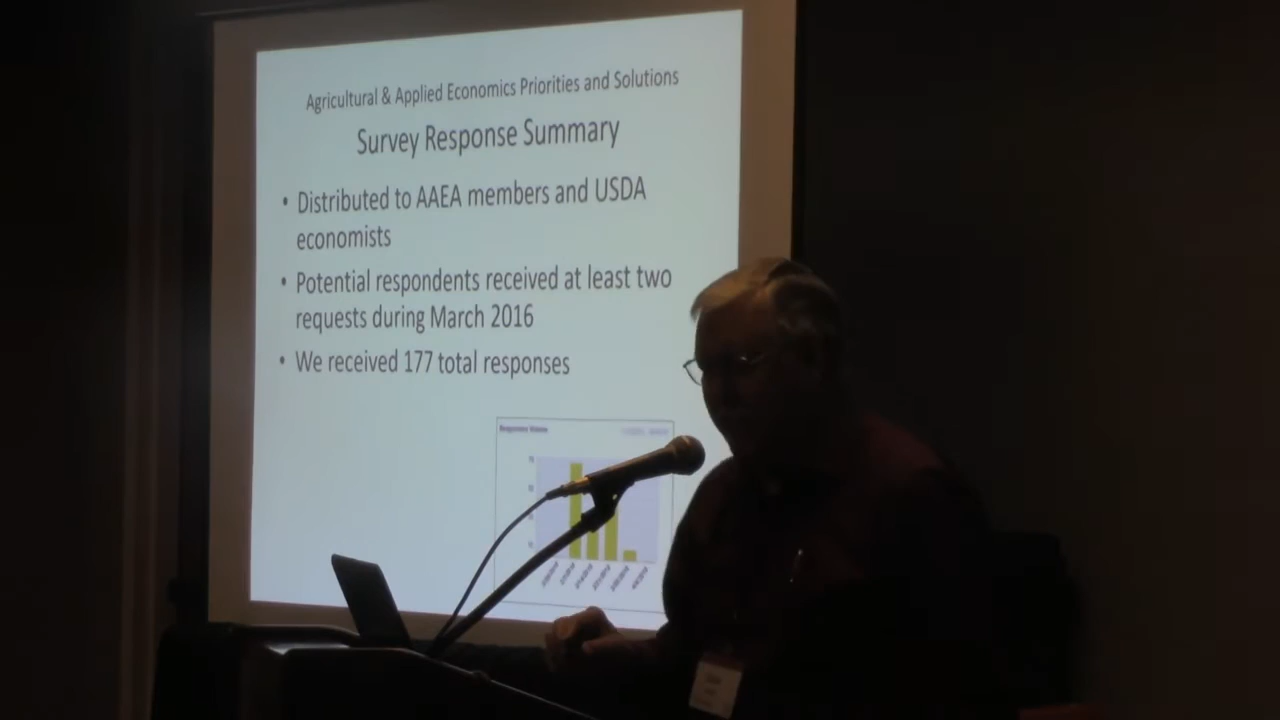 Agricultural & Applied Economics Priorities and Solutions
Survey Response Summary
• Distributed to AAEA members and USDA
economists
• Potential respondents received at least two
requests during March 2016
• We received 177 total responses